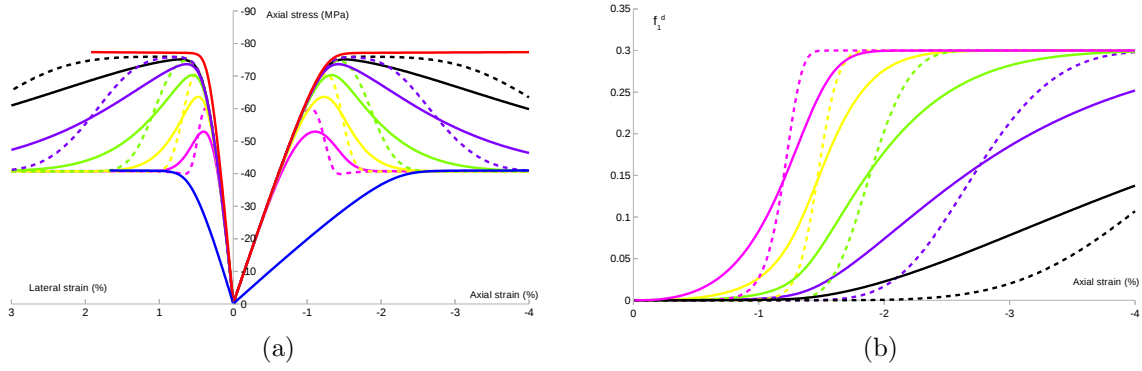 Axial stress (MPa)
-90
-80
-70
-60
-50
-40
-30
-20
-10
0
Lateral strain (%)
Axial strain (%)
3 2 1 0 -1 -2 -3 -4
(a)
f₁ᵈ
0.35
0.3
0.25
0.2
0.15
0.1
0.05
0
Axial strain (%)
0 -1 -2 -3 -4
(b)